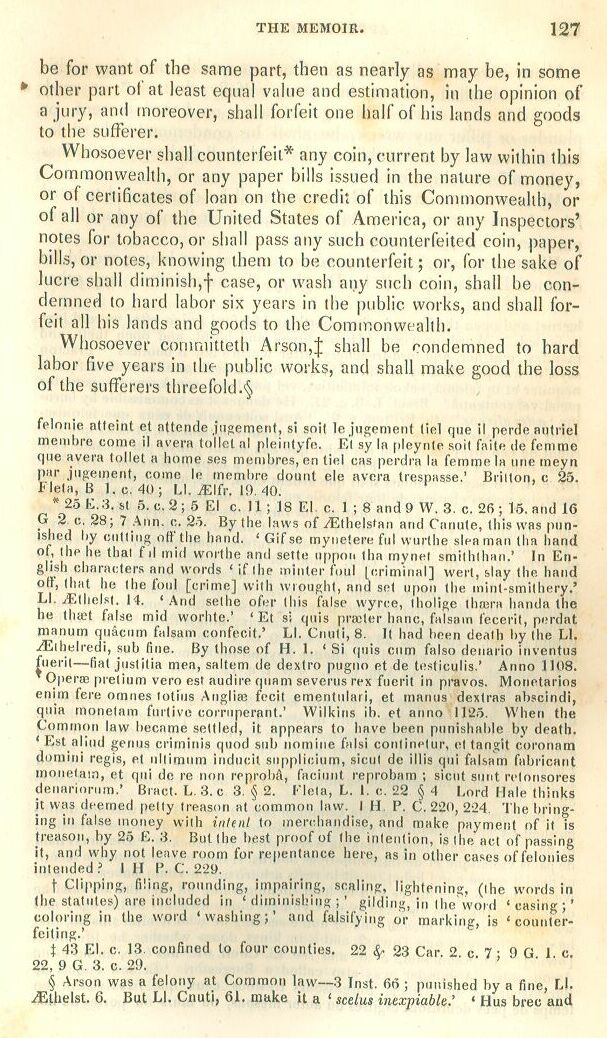 THE MEMOIR. 127
be for want of the same part, then as nearly as may be, in some
other part of at least equal value and estimation, in the opinion of
a jury, and moreover, shall forfeit one half of his lands and goods
to the sufferer.
Whosoever shall counterfeit* any coin, current by law within this
Commonwealth, or any paper bills issued in the nature of money,
or of certificates of loan on the credit of this Commonwealth, or
of all or any of the United States of America, or any Inspectors'
notes for tobacco, or shall pass any such counterfeited coin, paper,
bills, or notes, knowing them to be counterfeit; or, for the sake of
lucre shall diminish,† case, or wash any such coin, shall be con-
demned to hard labor six years in the public works, and shall for-
feit all his lands and goods to the Commonwealth.
Whosoever committeth Arson,‡ shall be condemned to hard
labor five years in the public works, and shall make good the loss
of the sufferers threefold.§
felonie atteint et attende jugement, si soit le jugement tiel que il perde autriel
membre come il avera tollet al pleintyfe. Et sy la pleynte soit faite de femme
que avera tollet a home ses membres, en tiel cas perdra la femme la une meyn
par jugement, come le membre dount ele avera trespasse.' Britton, c 25.
Fleta, B 1. c. 40; Ll. Ælfr. 19. 40.
* 25 E. 3. st 5. c. 2; 5 El c. 11; 18 El. c. 1; 8 and 9 W. 3. c. 26; 15. and 16
G 2 c. 28; 7 Ann. c. 25. By the laws of Æthelstan and Canute, this was pun-
ished by cutting off the hand. 'Gif se mynetere ful wurthe slea man tha hand
of, the he that fil mid worthe and sette uppon tha mynet smiththan.' In En-
glish characters and words 'if the minter foul [criminal] wert, slay the hand
off, that he the foul [crime] with wrought, and set upon the mint-smithery.'
Ll. Æthelst. 14. 'And sethe ofer this false wyrce, tholige thæra handa the
he thæt false mid worhte.' 'Et si quis præter hanc, falsam fecerit, perdat
manum quâcum falsam confecit.' Ll. Cnuti, 8. It had been death by the Ll.
Æthelredi, sub fine. By those of H. 1. 'Si quis cum falso denario inventus
fuerit—fiat justitia mea, saltem de dextro pugno et de testiculis.' Anno 1108.
'Operæ pretium vero est audire quam severus rex fuerit in pravos. Monetarios
enim fere omnes totius Angliæ fecit ementulari, et manus dextras abscindi,
quia monetam furtive corruperant.' Wilkins ib. et anno 1125. When the
Common law became settled, it appears to have been punishable by death.
'Est aliud genus criminis quod sub nomine falsi continetur, et tangit coronam
domini regis, et ultimum inducit supplicium, sicut de illis qui falsam fabricant
monetam, et qui de re non reprobâ, faciunt reprobam; sicut sunt retonsores
denariorum.' Bract. L. 3. c 3. § 2. Fleta, L. 1. c. 22 § 4 Lord Hale thinks
it was deemed petty treason at common law. 1 H. P. C. 220, 224. The bring-
ing in false money with intent to merchandise, and make payment of it is
treason, by 25 E. 3. But the best proof of the intention, is the act of passing
it, and why not leave room for repentance here, as in other cases of felonies
intended? 1 H P. C. 229.
† Clipping, filing, rounding, impairing, scaling, lightening, (the words in
the statutes) are included in 'diminishing;' gilding, in the word 'casing;'
coloring in the word 'washing;' and falsifying or marking, is 'counter-
feiting.'
‡ 43 El. c. 13. confined to four counties. 22 & 23 Car. 2. c. 7; 9 G. 1. c.
22, 9 G. 3. c. 29.
§ Arson was a felony at Common law—3 Inst. 66; punished by a fine, Ll.
Æthelst. 6. But Ll. Cnuti, 61. make it a 'scelus inexpiable.' 'Hus brec and